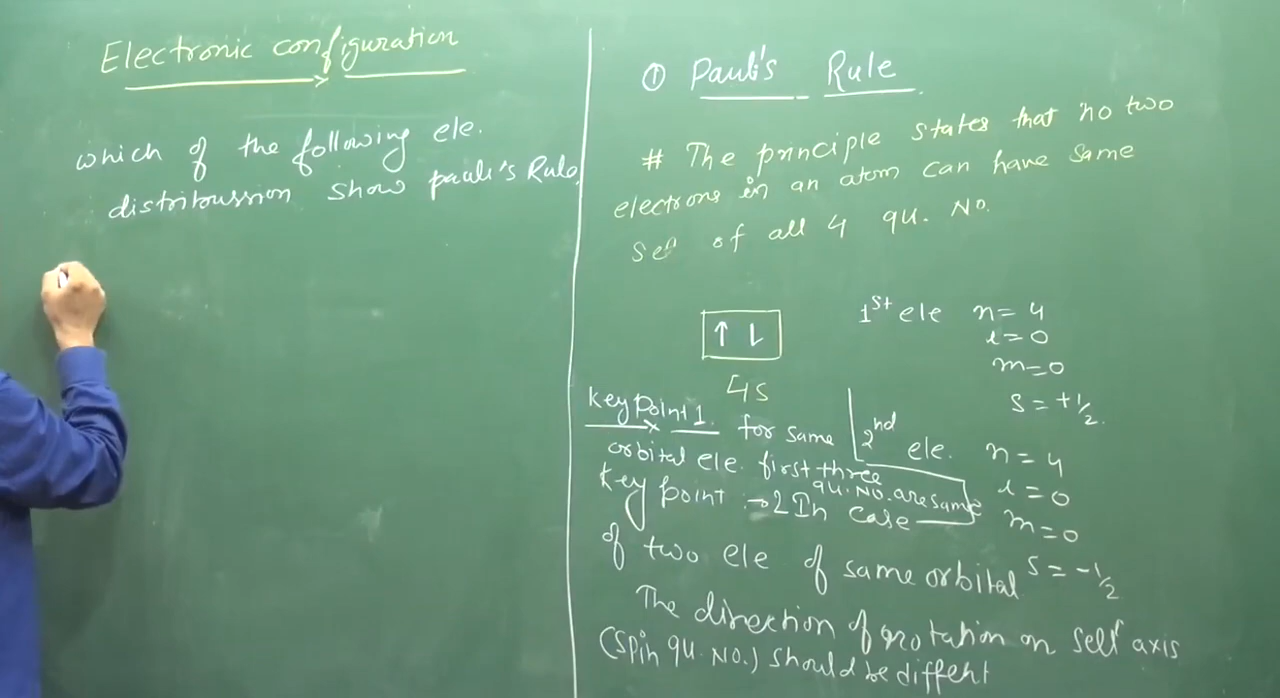 Electronic configuration
which of the following ele.
distribussion show pauli's Rule.
① Pauli's Rule
# The principle states that no two
electrons in an atom can have same
set of all 4 qu. No.
↑ ⇂
4s
1st ele n = 4
l = 0
m = 0
s = +1/2.
2nd ele. n = 4
l = 0
m = 0
s = -1/2
Key Point 1. for same
orbital ele. first three
qu. No. are same
Key point → 2 In case
of two ele of same orbital
The direction of rotation on self axis
(spin qu. No.) should be diffent